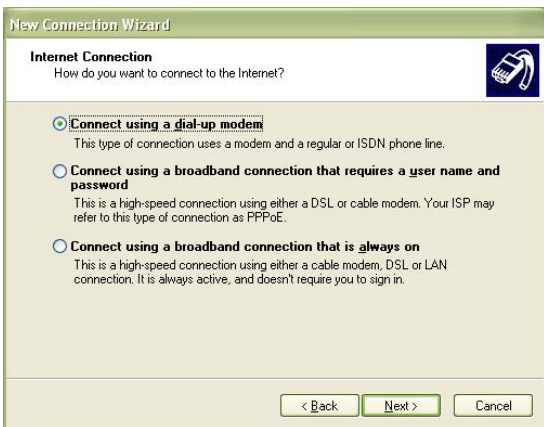 New Connection Wizard
Internet Connection
How do you want to connect to the Internet?
Connect using a dial-up modem
This type of connection uses a modem and a regular or ISDN phone line.
Connect using a broadband connection that requires a user name and
password
This is a high-speed connection using either a DSL or cable modem. Your ISP may
refer to this type of connection as PPPoE.
Connect using a broadband connection that is always on
This is a high-speed connection using either a cable modem, DSL or LAN
connection. It is always active, and doesn't require you to sign in.
< Back
Next >
Cancel